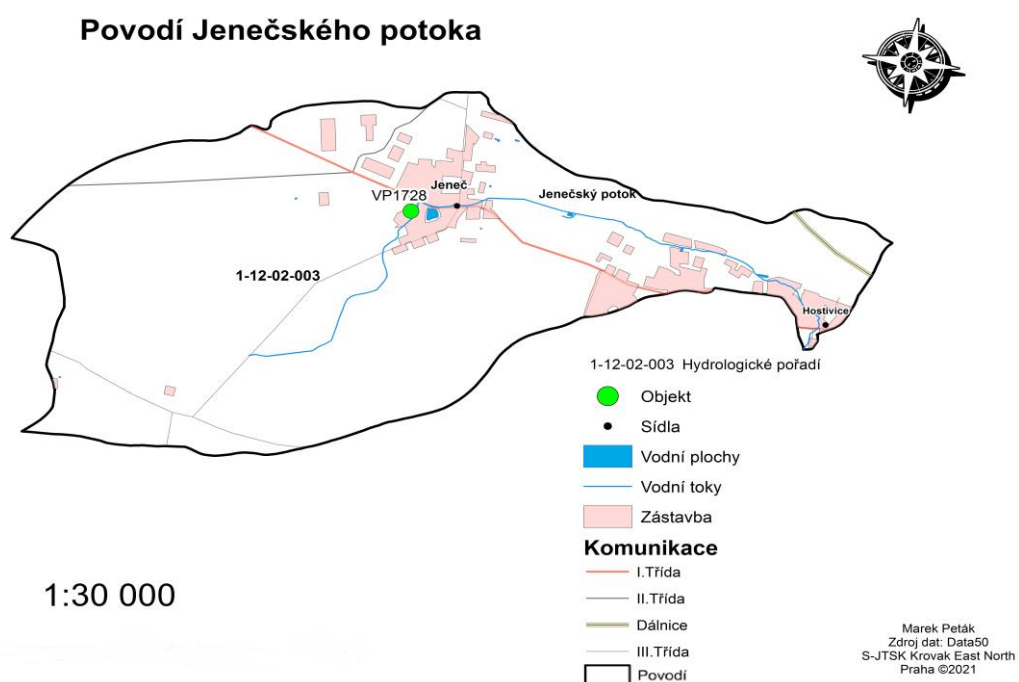 Povodí Jenečského potoka
Jeneč
VP1728
Jenečský potok
1-12-02-003
Hostivice
1-12-02-003 Hydrologické pořadí
Objekt
Sídla
Vodní plochy
Vodní toky
Zástavba
Komunikace
I.Třída
II.Třída
Dálnice
III.Třída
Povodí
1:30 000
Marek Peták
Zdroj dat: Data50
S-JTSK Krovak East North
Praha ©2021